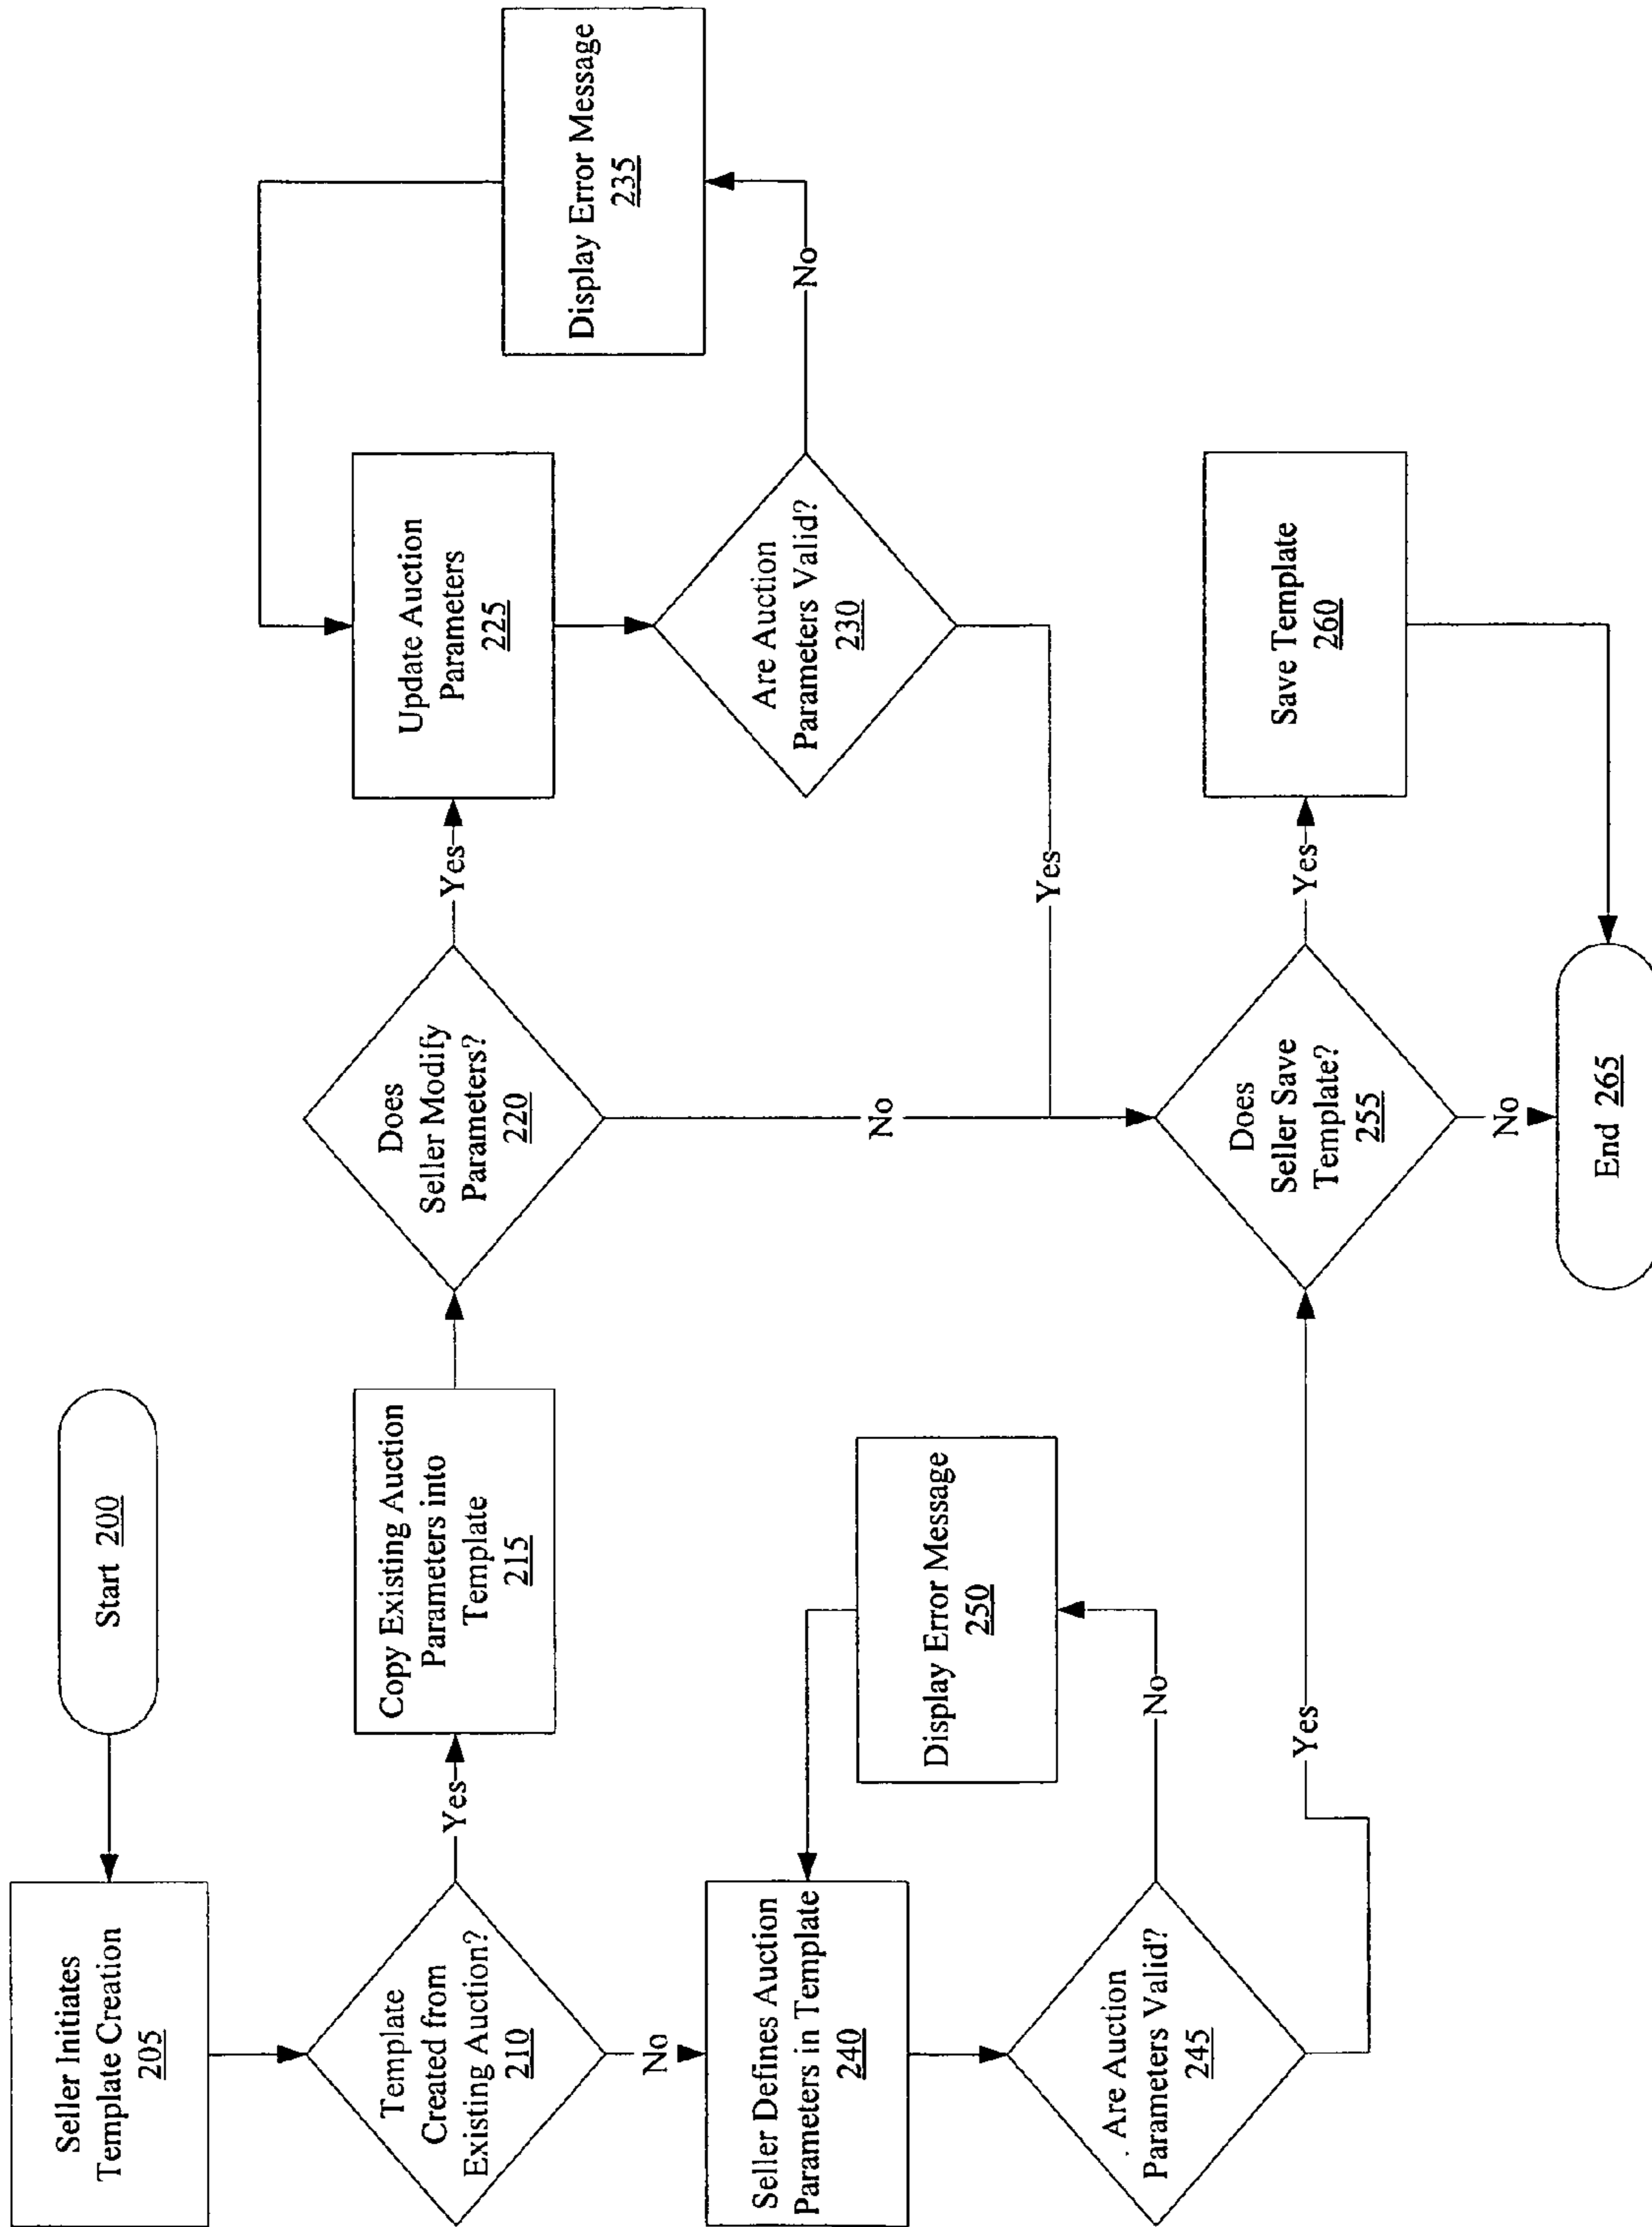 Start 200
Seller Initiates
Template Creation
205
Template
Created from
Existing Auction?
210
Yes
Copy Existing Auction
Parameters into
Template
215
Does
Seller Modify
Parameters?
220
Yes
Update Auction
Parameters
225
Are Auction
Parameters Valid?
230
No
Display Error Message
235
Yes
No
No
Seller Defines Auction
Parameters in Template
240
Are Auction
Parameters Valid?
245
No
Display Error Message
250
Yes
Does
Seller Save
Template?
255
Yes
Save Template
260
No
End 265